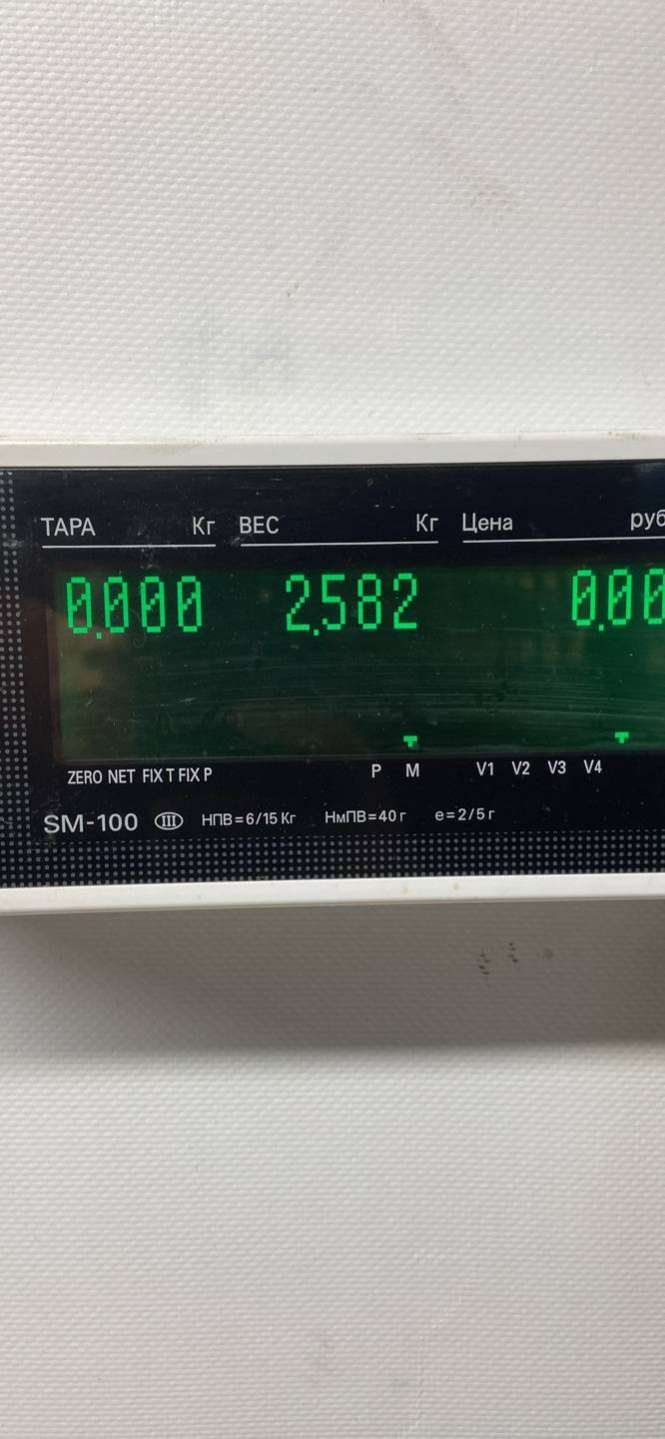 ТАРА Кг ВЕС Кг Цена руб
0.000 2.582 0.00
ZERO NET FIX T FIX P P M V1 V2 V3 V4
SM-100 III НПВ=6/15 Кг НмПВ=40 г e=2/5 г